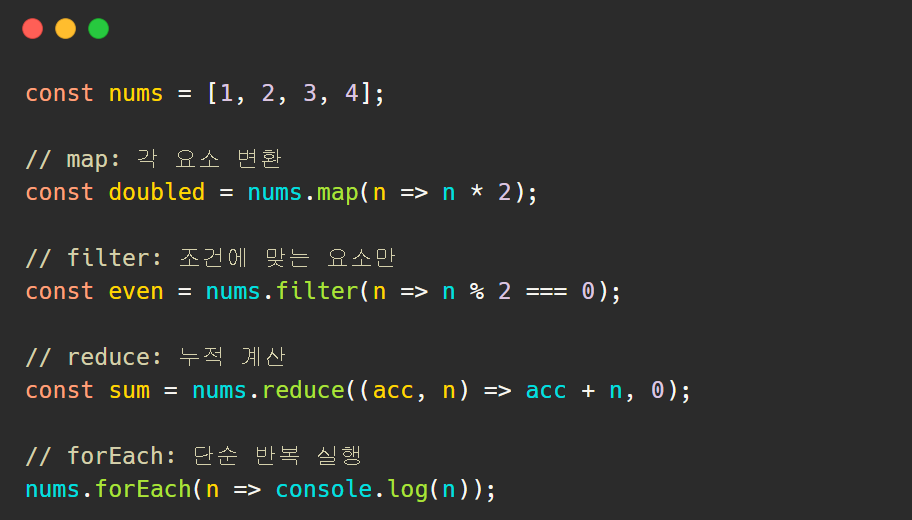 const nums = [1, 2, 3, 4];
// map: 각 요소 변환
const doubled = nums.map(n => n * 2);
// filter: 조건에 맞는 요소만
const even = nums.filter(n => n % 2 === 0);
// reduce: 누적 계산
const sum = nums.reduce((acc, n) => acc + n, 0);
// forEach: 단순 반복 실행
nums.forEach(n => console.log(n));